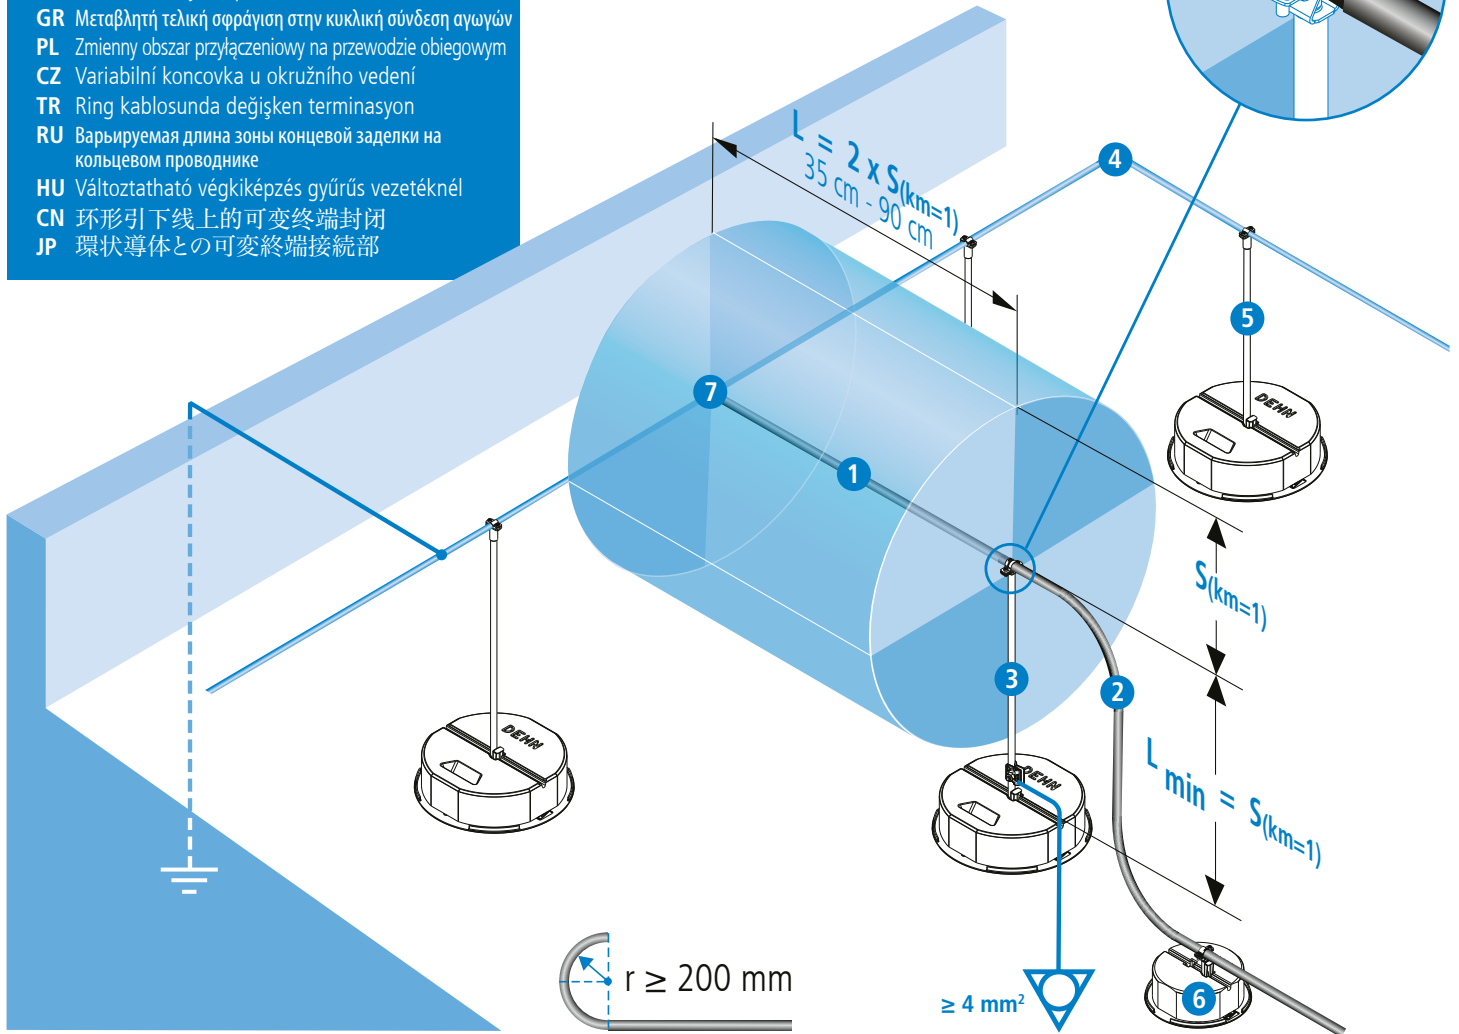 GR Μεταβλητή τελική σφράγιση στην κυκλική σύνδεση αγωγών
PL Zmienny obszar przyłączeniowy na przewodzie obiegowym
CZ Variabilní koncovka u okružního vedení
TR Ring kablosunda değişken terminasyon
RU Варьируемая длина зоны концевой заделки на
кольцевом проводнике
HU Változtatható végkiképzés gyűrűs vezetéknél
CN 环形引下线上的可变终端封闭
JP 環状導体との可変終端接続部
L = 2 x S(km=1)
35 cm - 90 cm
4
5
DEHN
7
1
S(km=1)
3
2
DEHN
DEHN
L min = S(km=1)
r ≥ 200 mm
≥ 4 mm²
6